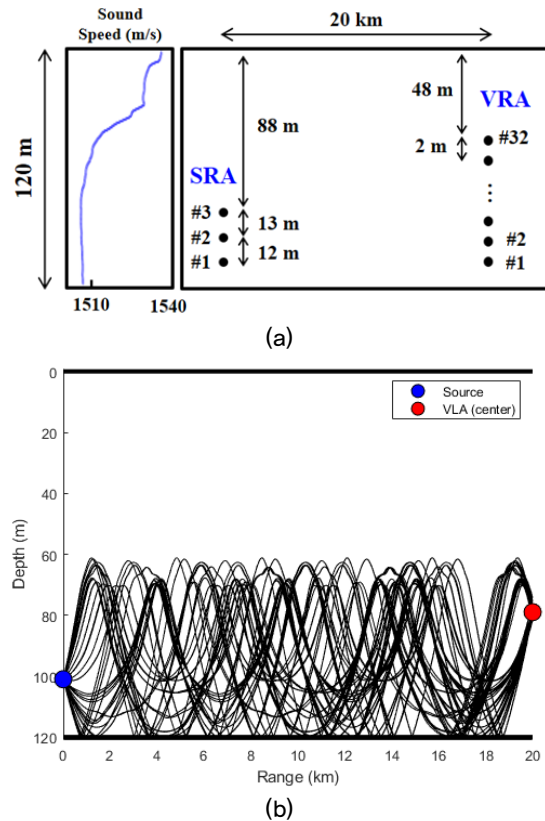 Sound
Speed (m/s)
20 km
120 m
88 m
48 m
VRA
#32
2 m
SRA
#3
13 m
#2
12 m
#1
#2
#1
1510
1540
(a)
Source
VLA (center)
0
20
40
60
80
100
120
Depth (m)
0 2 4 6 8 10 12 14 16 18 20
Range (km)
(b)